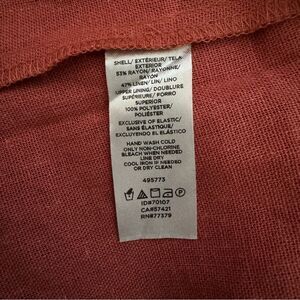 SHELL/ EXTÉRIEUR/ TELA
EXTERIOR
53% RAYON/ RAYONNE/
RAYON
47% LINEN/ LIN/ LINO
UPPER LINING/ DOUBLURE
SUPÉRIEURE/ FORRO
SUPERIOR
100% POLYESTER/
POLIÉSTER
EXCLUSIVE OF ELASTIC/
SANS ÉLASTIQUE/
EXCLUYENDO EL ELÁSTICO
HAND WASH COLD
ONLY NON-CHLORINE
BLEACH WHEN NEEDED
LINE DRY
COOL IRON IF NEEDED
OR DRY CLEAN
495773
ID#70107
CA#57421
RN#77379